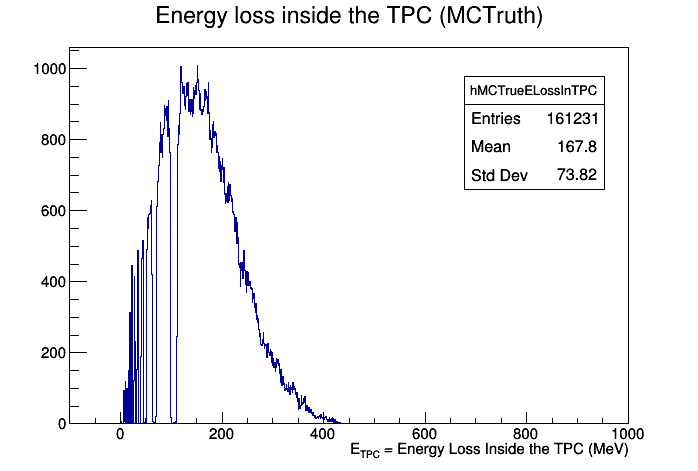 Energy loss inside the TPC (MCTruth)
hMCTrueELossInTPC
Entries 161231
Mean 167.8
Std Dev 73.82
1000
800
600
400
200
0
0 200 400 600 800 1000
E_TPC = Energy Loss Inside the TPC (MeV)